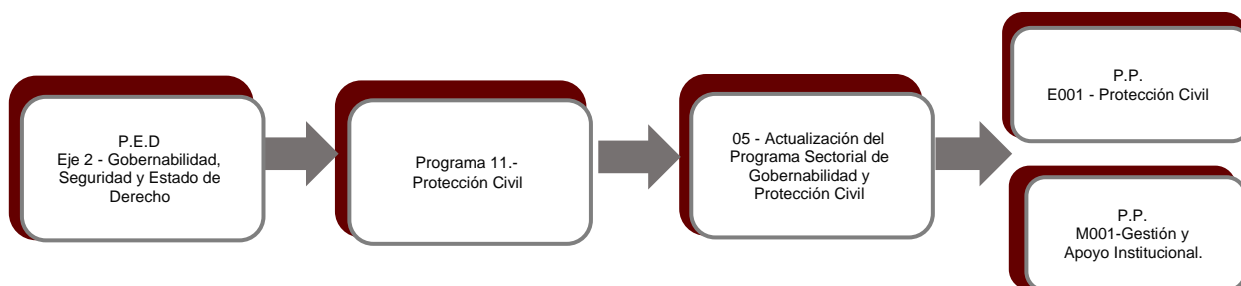 P.E.D
Eje 2 - Gobernabilidad,
Seguridad y Estado de
Derecho
Programa 11.-
Protección Civil
05 - Actualización del
Programa Sectorial de
Gobernabilidad y
Protección Civil
P.P.
E001 - Protección Civil
P.P.
M001-Gestión y
Apoyo Institucional.